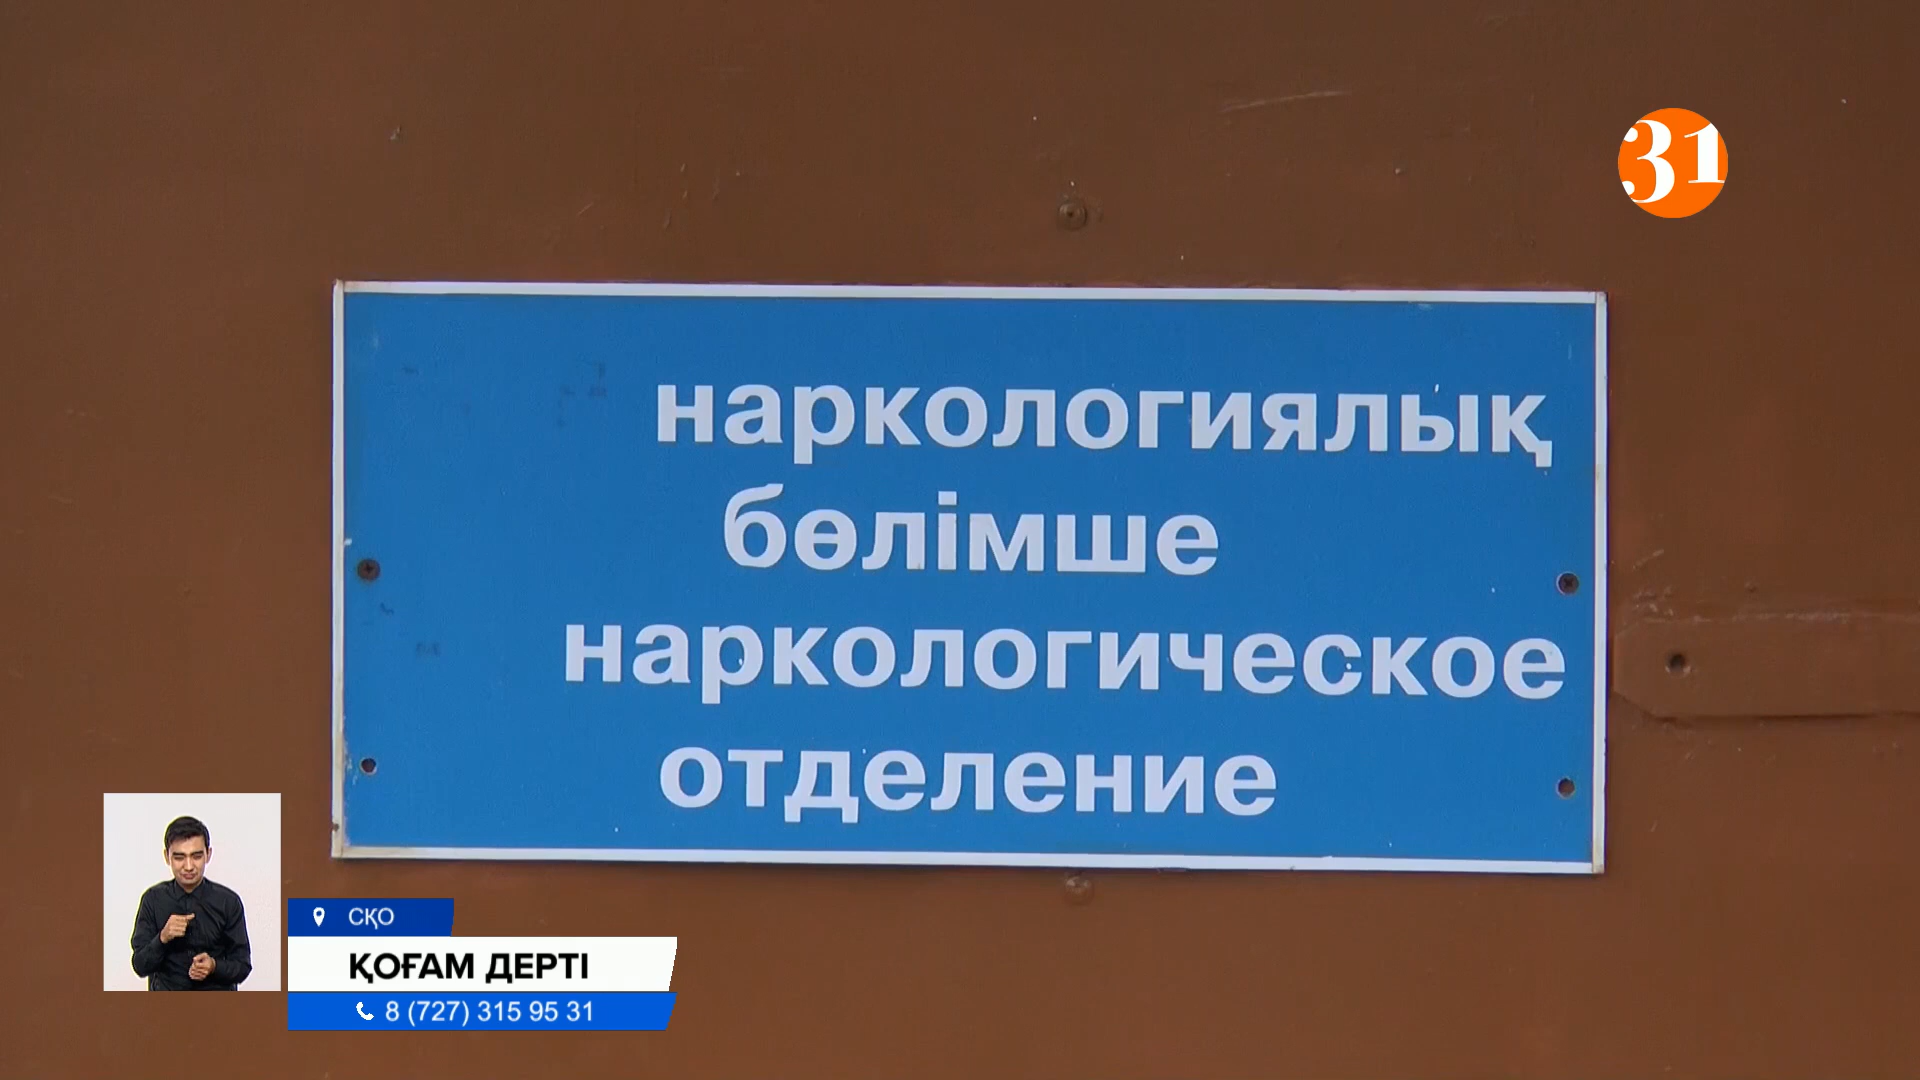 31
наркологиялық
бөлімше
наркологическое
отделение
СҚО
ҚОҒАМ ДЕРТІ
8 (727) 315 95 31